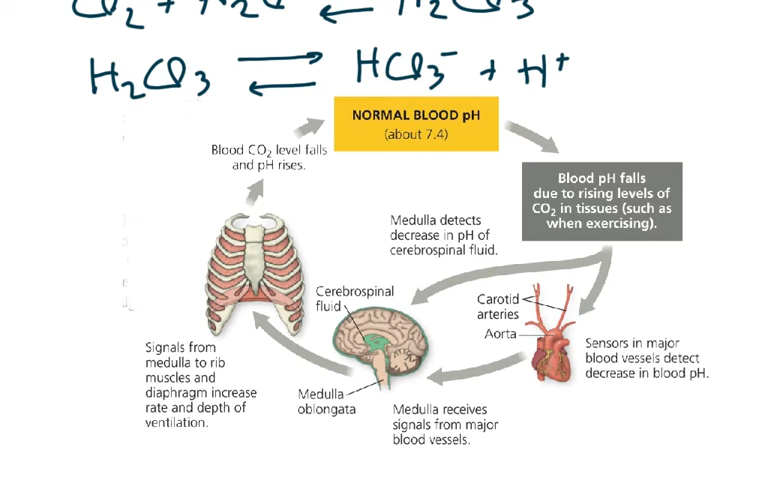 CO₂ + H₂O ⇌ H₂CO₃
H₂CO₃ ⇌ HCO₃⁻ + H⁺
NORMAL BLOOD pH
(about 7.4)
Blood CO₂ level falls
and pH rises.
Blood pH falls
due to rising levels of
CO₂ in tissues (such as
when exercising).
Medulla detects
decrease in pH of
cerebrospinal fluid.
Cerebrospinal
fluid
Carotid
arteries
Aorta
Sensors in major
blood vessels detect
decrease in blood pH.
Signals from
medulla to rib
muscles and
diaphragm increase
rate and depth of
ventilation.
Medulla
oblongata
Medulla receives
signals from major
blood vessels.